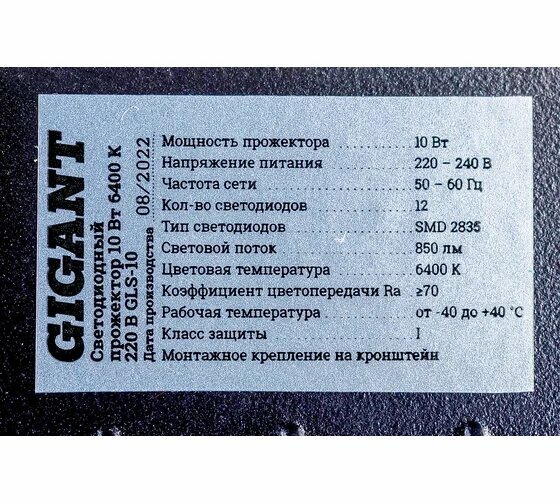 GIGANT
Светодиодный
прожектор 10 Вт 6400 К
220 В GLS-10
Дата производства 08/2022
Мощность прожектора 10 Вт
Напряжение питания 220 – 240 В
Частота сети 50 – 60 Гц
Кол-во светодиодов 12
Тип светодиодов SMD 2835
Световой поток 850 лм
Цветовая температура 6400 К
Коэффициент цветопередачи Ra ≥70
Рабочая температура от -40 до +40 °C
Класс защиты I
Монтажное крепление на кронштейн